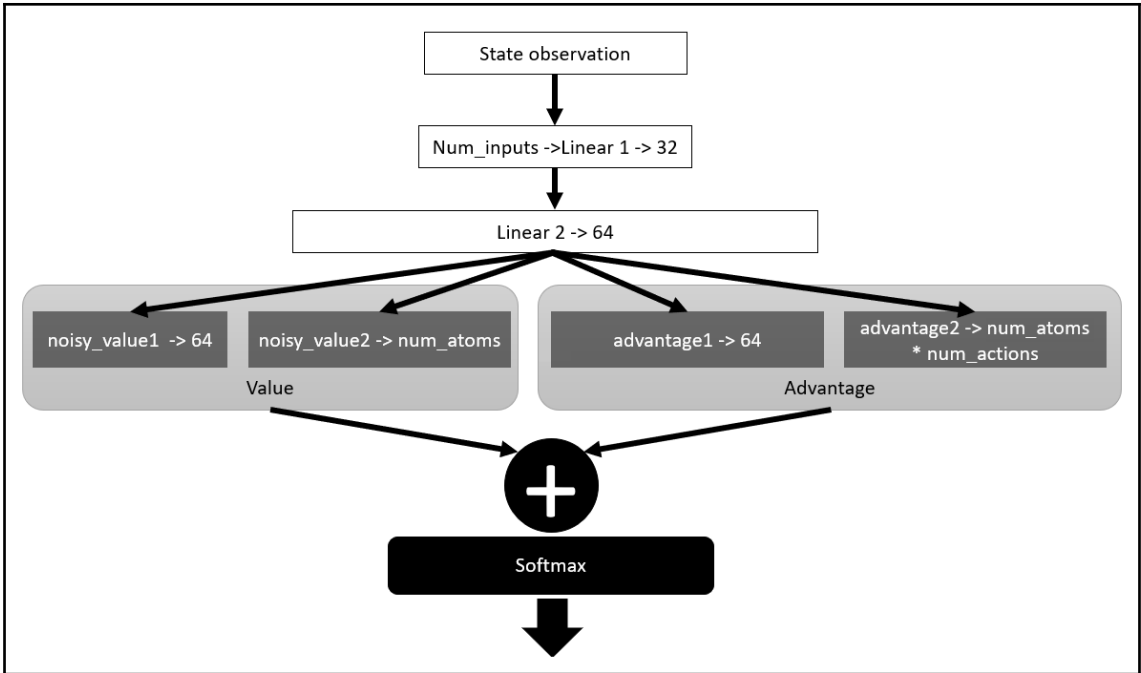 State observation
Num_inputs ->Linear 1 -> 32
Linear 2 -> 64
noisy_value1 -> 64
noisy_value2 -> num_atoms
advantage1 -> 64
advantage2 -> num_atoms
* num_actions
Value
Advantage
Softmax